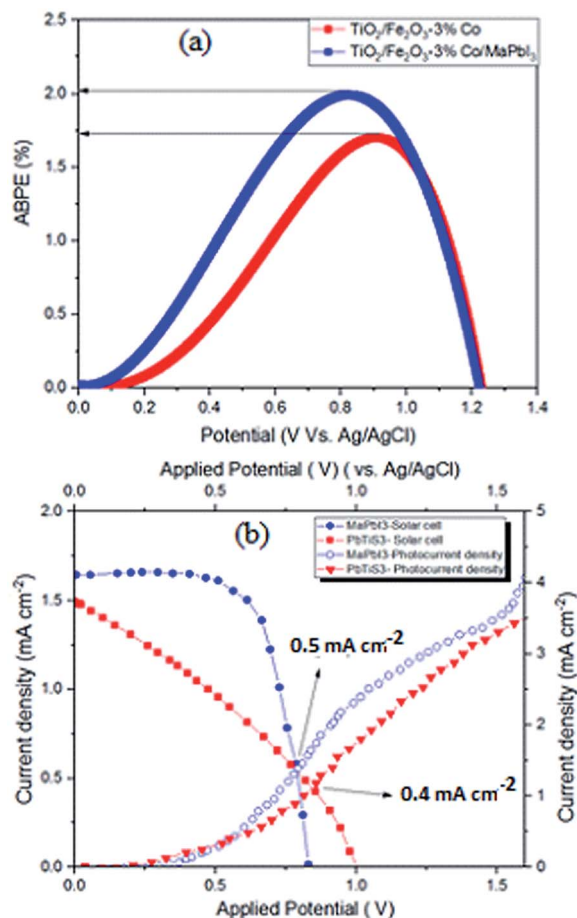 (a)
TiO₂/Fe₂O₃-3% Co
TiO₂/Fe₂O₃-3% Co/MaPbI₃
2.5
2.0
1.5
1.0
0.5
0.0
ABPE (%)
0.0 0.2 0.4 0.6 0.8 1.0 1.2 1.4
Potential (V Vs. Ag/AgCl)
Applied Potential ( V) ( vs. Ag/AgCl)
0.0 0.5 1.0 1.5
(b)
MaPbI3-Solar cell
PbTiS3- Solar cell
MaPbI3-Photocurrent density
PbTiS3- Photocurrent density
2.0
1.5
1.0
0.5
0.0
Current density (mA cm⁻²)
0.5 mA cm⁻²
0.4 mA cm⁻²
5
4
3
2
1
0
Current density ( mA cm⁻²)
0.0 0.5 1.0 1.5
Applied Potential ( V)